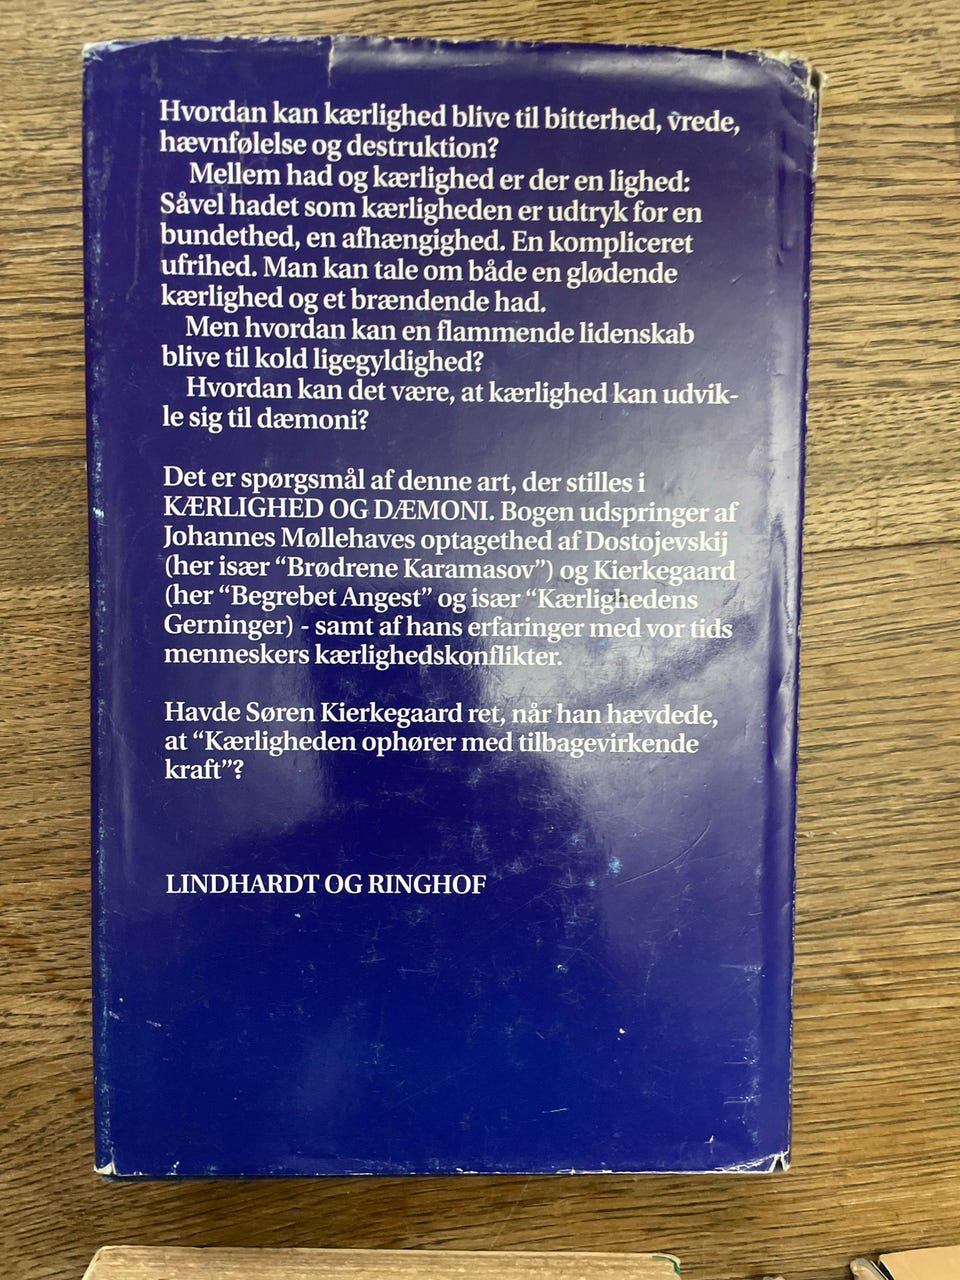 Hvordan kan kærlighed blive til bitterhed, vrede,
hævnfølelse og destruktion?
Mellem had og kærlighed er der en lighed:
Såvel hadet som kærligheden er udtryk for en
bundethed, en afhængighed. En kompliceret
ufrihed. Man kan tale om både en glødende
kærlighed og et brændende had.
Men hvordan kan en flammende lidenskab
blive til kold ligegyldighed?
Hvordan kan det være, at kærlighed kan udvik-
le sig til dæmoni?
Det er spørgsmål af denne art, der stilles i
KÆRLIGHED OG DÆMONI. Bogen udspringer af
Johannes Møllehaves optagethed af Dostojevskij
(her især “Brødrene Karamasov”) og Kierkegaard
(her “Begrebet Angest” og især “Kærlighedens
Gerninger) - samt af hans erfaringer med vor tids
menneskers kærlighedskonflikter.
Havde Søren Kierkegaard ret, når han hævdede,
at “Kærligheden ophører med tilbagevirkende
kraft”?
LINDHARDT OG RINGHOF